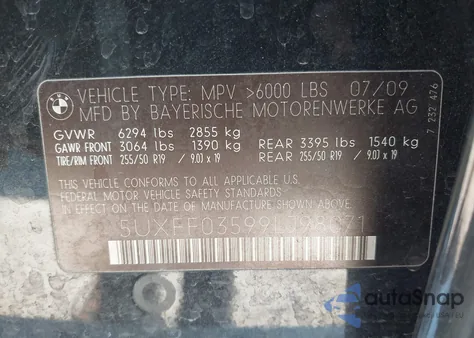 VEHICLE TYPE: MPV >6000 LBS 07/09
MFD BY BAYERISCHE MOTORENWERKE AG
GVWR 6294 lbs 2855 kg
GAWR FRONT 3064 lbs 1390 kg REAR 3395 lbs 1540 kg
TIRE/RIM FRONT 255/50 R19 / 9.0J x 19 REAR 255/50 R19 / 9.0J x 19
THIS VEHICLE CONFORMS TO ALL APPLICABLE
FEDERAL MOTOR VEHICLE SAFETY STANDARDS
IN EFFECT ON THE DATE OF
MANUFACTURE SHOWN ABOVE.
7 232 476
autoSnap